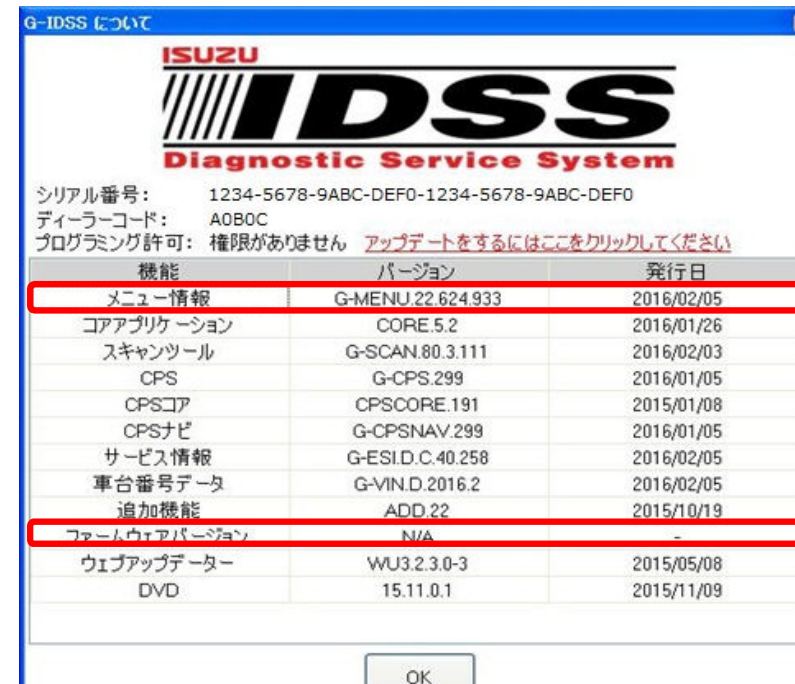 G-IDSS について
ISUZU
IDSS
Diagnostic Service System
シリアル番号: 1234-5678-9ABC-DEF0-1234-5678-9ABC-DEF0
ディーラーコード: A0B0C
プログラミング許可: 権限がありません アップデートをするにはここをクリックしてください
機能 バージョン 発行日
メニュー情報 G-MENU.22.624.933 2016/02/05
コアアプリケーション CORE.5.2 2016/01/26
スキャンツール G-SCAN.80.3.111 2016/02/03
CPS G-CPS.299 2016/01/05
CPSコア CPSCORE.191 2015/01/08
CPSナビ G-CPSNAV.299 2016/01/05
サービス情報 G-ESI.D.C.40.258 2016/02/05
車台番号データ G-VIN.D.2016.2 2016/02/05
追加機能 ADD.22 2015/10/19
ファームウェアバージョン N/A -
ウェブアップデーター WU3.2.3.0-3 2015/05/08
DVD 15.11.0.1 2015/11/09
OK